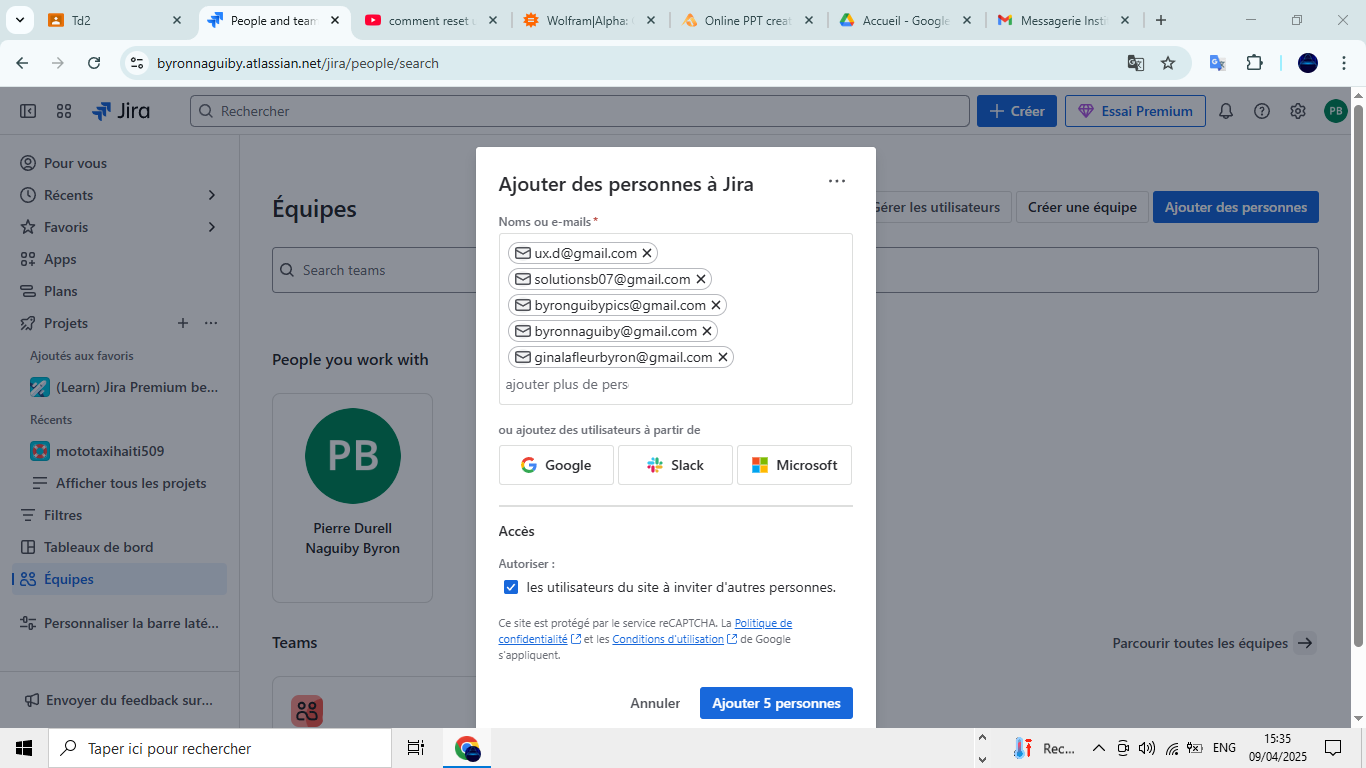 Td2
People and team
comment reset u
Wolfram|Alpha:
Online PPT creat
Accueil - Google
Messagerie Insti
byronnaguiby.atlassian.net/jira/people/search
Jira
Rechercher
Créer
Essai Premium
PB
Pour vous
Récents
Favoris
Apps
Plans
Projets
Ajoutés aux favoris
(Learn) Jira Premium be...
Récents
mototaxihaiti509
Afficher tous les projets
Filtres
Tableaux de bord
Équipes
Personnaliser la barre laté...
Envoyer du feedback sur...
Équipes
Gérer les utilisateurs
Créer une équipe
Ajouter des personnes
Search teams
People you work with
PB
Pierre Durell
Naguiby Byron
Teams
Parcourir toutes les équipes
Ajouter des personnes à Jira
Noms ou e-mails*
ux.d@gmail.com
solutionsb07@gmail.com
byronguibypics@gmail.com
byronnaguiby@gmail.com
ginalafleurbyron@gmail.com
ajouter plus de pers
ou ajoutez des utilisateurs à partir de
Google
Slack
Microsoft
Accès
Autoriser :
les utilisateurs du site à inviter d'autres personnes.
Ce site est protégé par le service reCAPTCHA. La Politique de
confidentialité et les Conditions d'utilisation de Google
s'appliquent.
Annuler
Ajouter 5 personnes
Taper ici pour rechercher
Rec...
ENG
15:35
09/04/2025